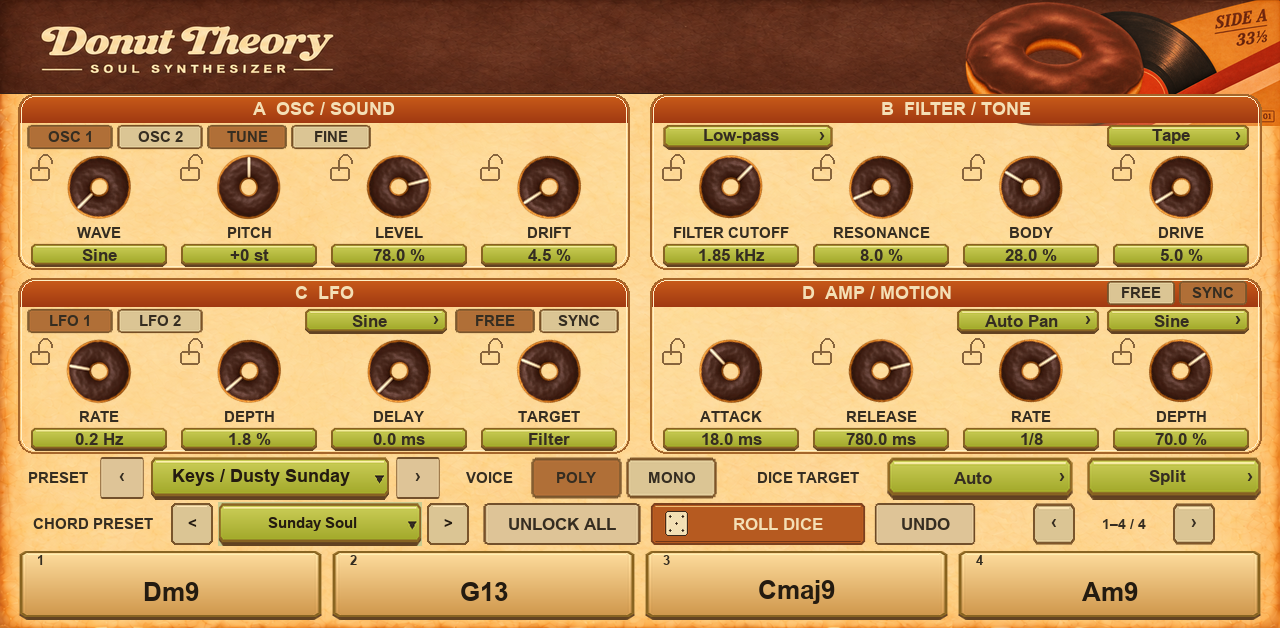 Donut Theory
SOUL SYNTHESIZER
SIDE A
33⅓
01
A OSC / SOUND
OSC 1 OSC 2 TUNE FINE
WAVE PITCH LEVEL DRIFT
Sine +0 st 78.0 % 4.5 %
B FILTER / TONE
Low-pass › Tape ›
FILTER CUTOFF RESONANCE BODY DRIVE
1.85 kHz 8.0 % 28.0 % 5.0 %
C LFO
LFO 1 LFO 2 Sine › FREE SYNC
RATE DEPTH DELAY TARGET
0.2 Hz 1.8 % 0.0 ms Filter
D AMP / MOTION FREE SYNC
Auto Pan › Sine ›
ATTACK RELEASE RATE DEPTH
18.0 ms 780.0 ms 1/8 70.0 %
PRESET ‹ Keys / Dusty Sunday ▾ › VOICE POLY MONO DICE TARGET Auto › Split ›
CHORD PRESET < Sunday Soul ▾ > UNLOCK ALL ROLL DICE UNDO ‹ 1–4 / 4 ›
1 Dm9
2 G13
3 Cmaj9
4 Am9